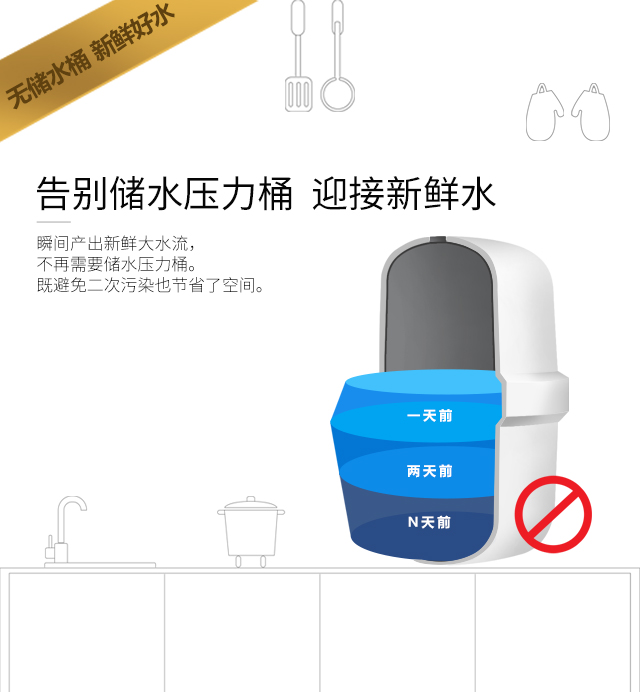 无储水桶 新鲜好水
告别储水压力桶 迎接新鲜水
瞬间产出新鲜大水流，
不再需要储水压力桶。
既避免二次污染也节省了空间。
一天前
两天前
N天前